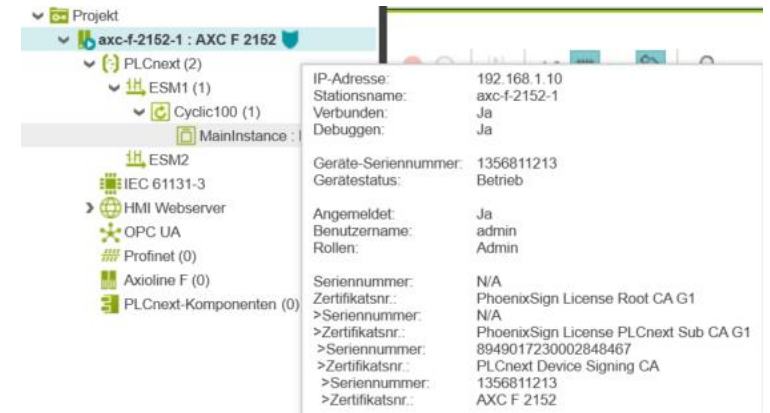 Projekt
axc-f-2152-1 : AXC F 2152
PLCnext (2)
ESM1 (1)
Cyclic100 (1)
MainInstance :
ESM2
IEC 61131-3
HMI Webserver
OPC UA
Profinet (0)
Axioline F (0)
PLCnext-Komponenten (0)
IP-Adresse: 192.168.1.10
Stationsname: axc-f-2152-1
Verbunden: Ja
Debuggen: Ja
Geräte-Seriennummer: 1356811213
Gerätestatus: Betrieb
Angemeldet: Ja
Benutzername: admin
Rollen: Admin
Seriennummer: N/A
Zertifikatsnr.: PhoenixSign License Root CA G1
>Seriennummer: N/A
>Zertifikatsnr.: PhoenixSign License PLCnext Sub CA G1
>Seriennummer: 8949017230002848467
>Zertifikatsnr.: PLCnext Device Signing CA
>Seriennummer: 1356811213
>Zertifikatsnr.: AXC F 2152